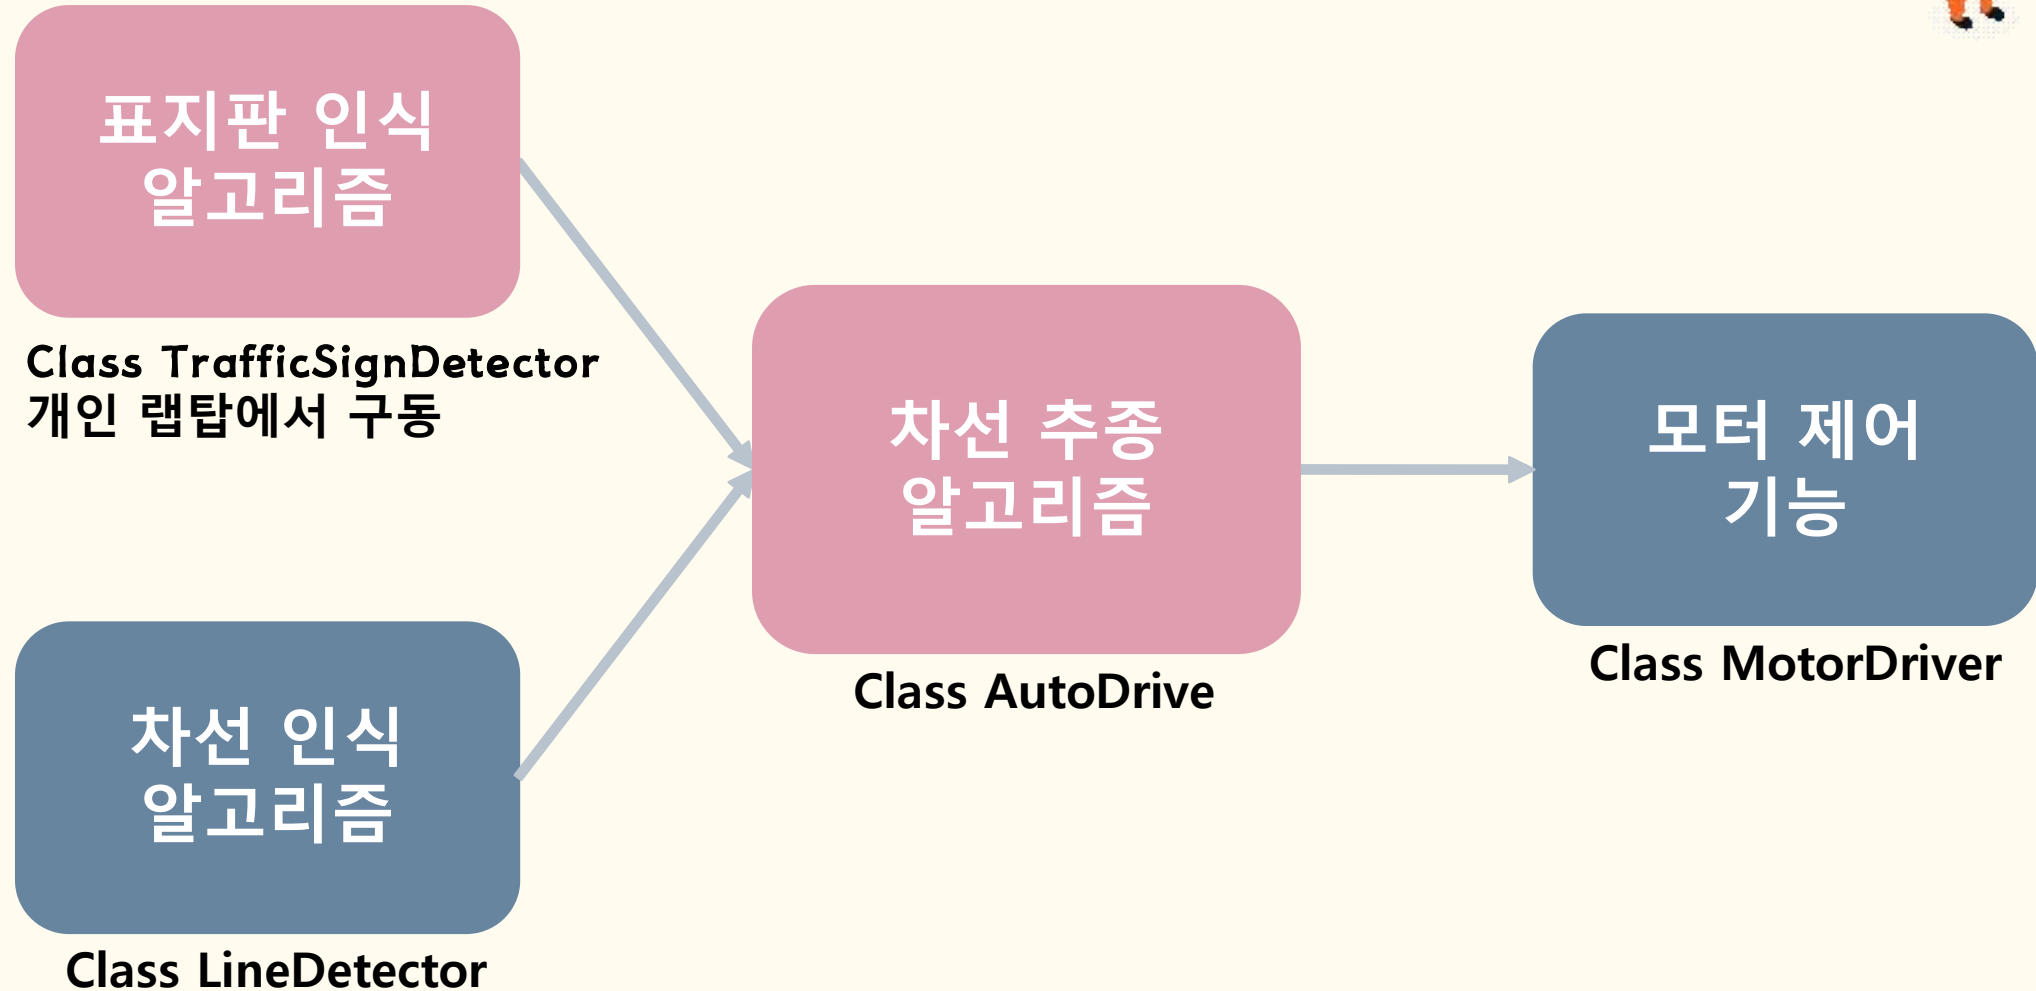 표지판 인식
알고리즘
Class TrafficSignDetector
개인 랩탑에서 구동
차선 인식
알고리즘
Class LineDetector
차선 추종
알고리즘
Class AutoDrive
모터 제어
기능
Class MotorDriver